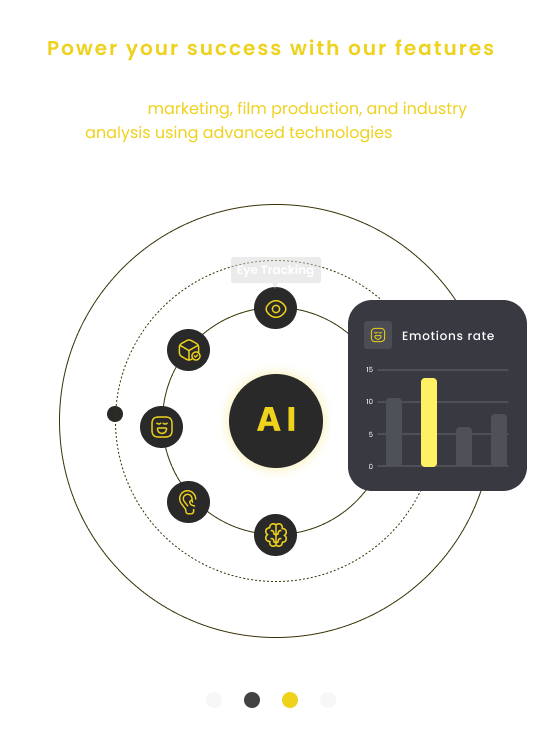 Power your success with our features
marketing, film production, and industry
analysis using advanced technologies
Eye Tracking
Emotions rate
15
10
5
0
AI